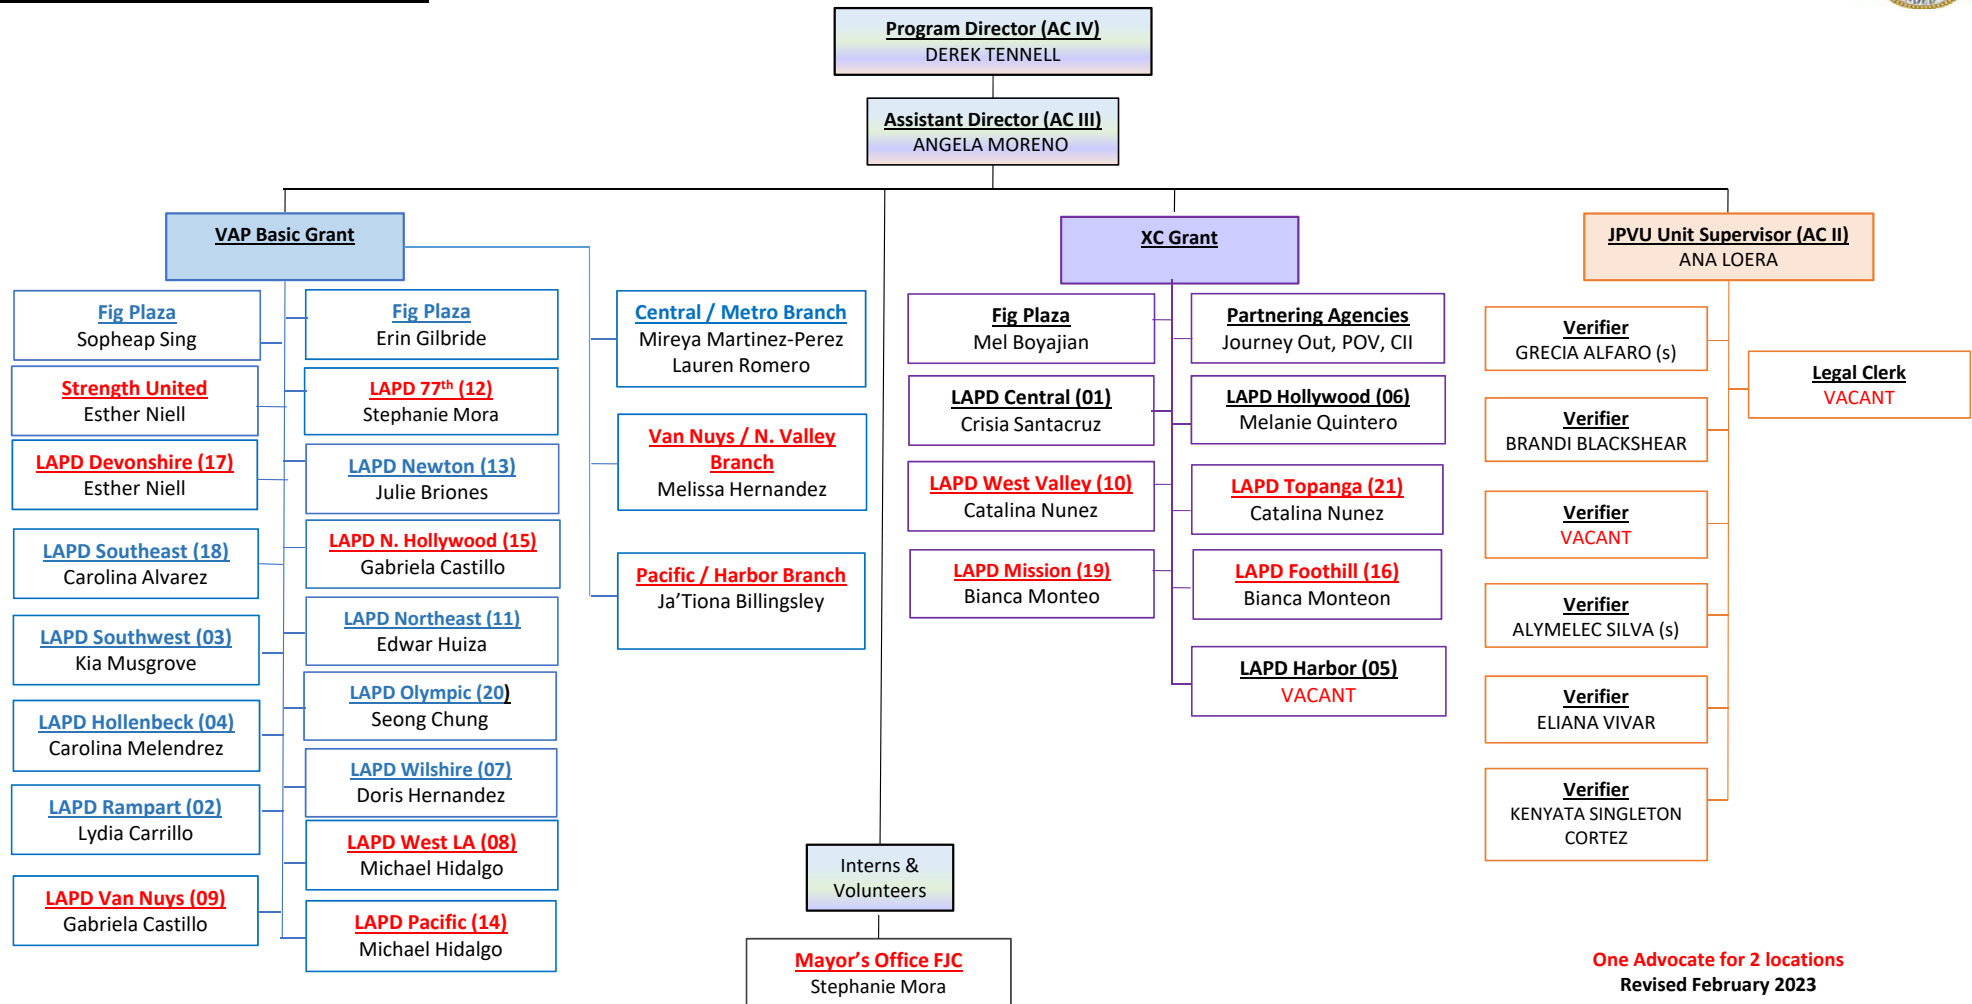 Program Director (AC IV)
DEREK TENNELL
Assistant Director (AC III)
ANGELA MORENO
VAP Basic Grant
Fig Plaza
Sopheap Sing
Strength United
Esther Niell
LAPD Devonshire (17)
Esther Niell
LAPD Southeast (18)
Carolina Alvarez
LAPD Southwest (03)
Kia Musgrove
LAPD Hollenbeck (04)
Carolina Melendrez
LAPD Rampart (02)
Lydia Carrillo
LAPD Van Nuys (09)
Gabriela Castillo
Fig Plaza
Erin Gilbride
LAPD 77th (12)
Stephanie Mora
LAPD Newton (13)
Julie Briones
LAPD N. Hollywood (15)
Gabriela Castillo
LAPD Northeast (11)
Edwar Huiza
LAPD Olympic (20)
Seong Chung
LAPD Wilshire (07)
Doris Hernandez
LAPD West LA (08)
Michael Hidalgo
LAPD Pacific (14)
Michael Hidalgo
Central / Metro Branch
Mireya Martinez-Perez
Lauren Romero
Van Nuys / N. Valley
Branch
Melissa Hernandez
Pacific / Harbor Branch
Ja’Tiona Billingsley
Interns &
Volunteers
Mayor’s Office FJC
Stephanie Mora
XC Grant
Fig Plaza
Mel Boyajian
LAPD Central (01)
Crisia Santacruz
LAPD West Valley (10)
Catalina Nunez
LAPD Mission (19)
Bianca Monteo
Partnering Agencies
Journey Out, POV, CII
LAPD Hollywood (06)
Melanie Quintero
LAPD Topanga (21)
Catalina Nunez
LAPD Foothill (16)
Bianca Monteon
LAPD Harbor (05)
VACANT
JPVU Unit Supervisor (AC II)
ANA LOERA
Verifier
GRECIA ALFARO (s)
Verifier
BRANDI BLACKSHEAR
Verifier
VACANT
Verifier
ALYMELEC SILVA (s)
Verifier
ELIANA VIVAR
Verifier
KENYATA SINGLETON
CORTEZ
Legal Clerk
VACANT
One Advocate for 2 locations
Revised February 2023